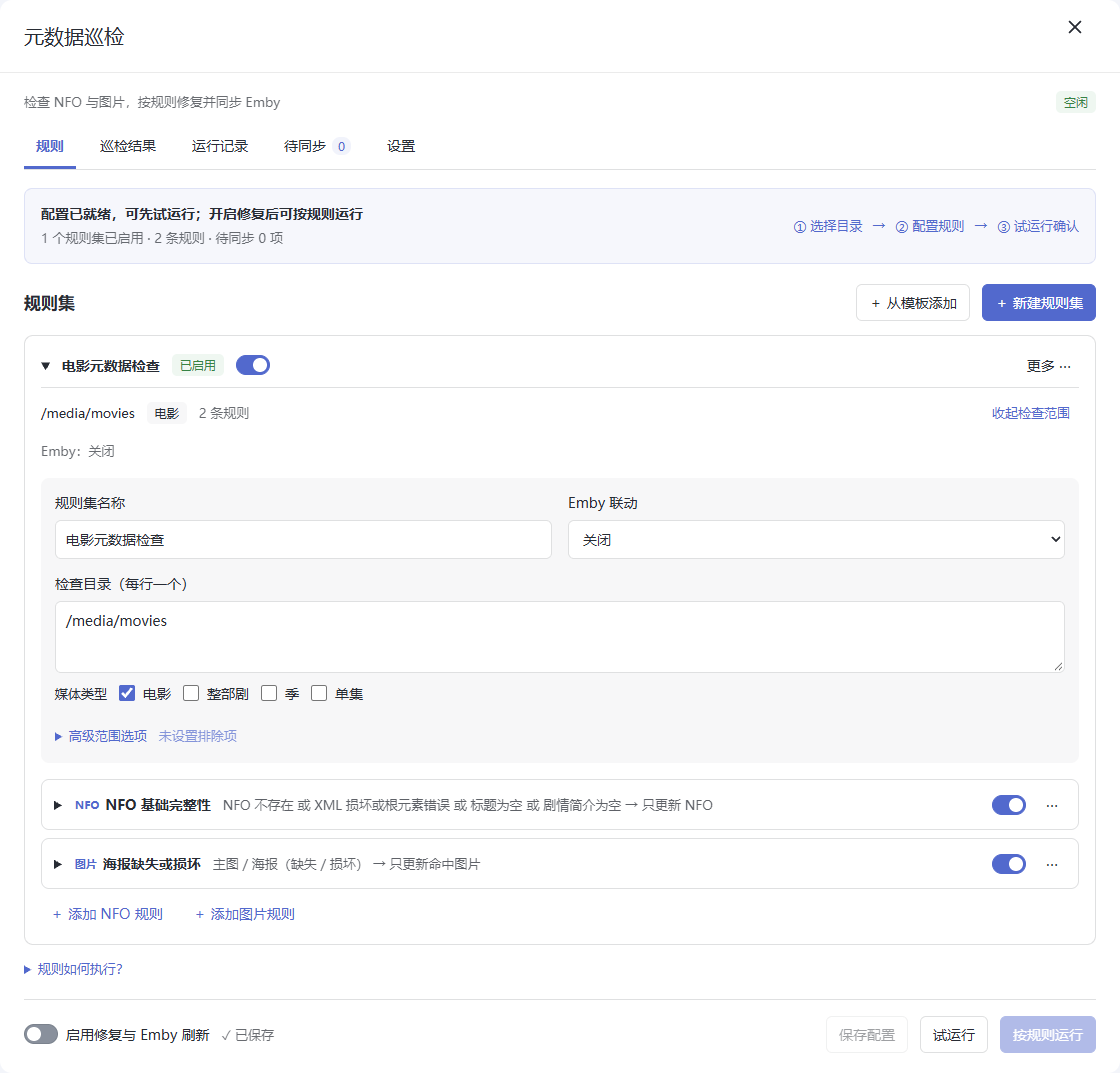 元数据巡检
检查 NFO 与图片，按规则修复并同步 Emby
空闲
规则 巡检结果 运行记录 待同步 0 设置
配置已就绪，可先试运行；开启修复后可按规则运行
1 个规则集已启用 · 2 条规则 · 待同步 0 项
① 选择目录 → ② 配置规则 → ③ 试运行确认
规则集
+ 从模板添加
+ 新建规则集
▼ 电影元数据检查 已启用 更多 ···
/media/movies 电影 2 条规则 收起检查范围
Emby：关闭
规则集名称 Emby 联动
电影元数据检查 关闭
检查目录（每行一个）
/media/movies
媒体类型 电影 整部剧 季 单集
▶ 高级范围选项 未设置排除项
▶ NFO NFO 基础完整性 NFO 不存在 或 XML 损坏或根元素错误 或 标题为空 或 剧情简介为空 → 只更新 NFO ···
▶ 图片 海报缺失或损坏 主图 / 海报（缺失 / 损坏） → 只更新命中图片 ···
+ 添加 NFO 规则 + 添加图片规则
▶ 规则如何执行？
启用修复与 Emby 刷新 ✓ 已保存 保存配置 试运行 按规则运行